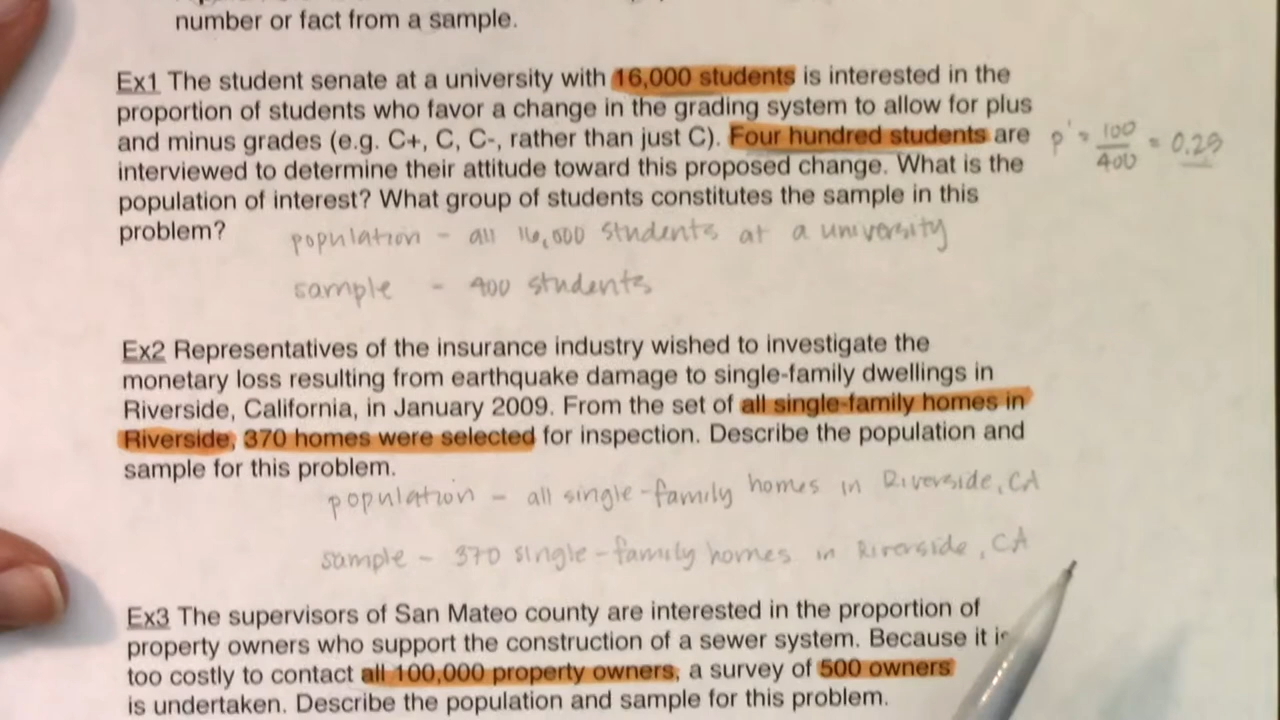 number or fact from a sample.
Ex1 The student senate at a university with 16,000 students is interested in the
proportion of students who favor a change in the grading system to allow for plus
and minus grades (e.g. C+, C, C-, rather than just C). Four hundred students are
p' = 100/400 = 0.25
interviewed to determine their attitude toward this proposed change. What is the
population of interest? What group of students constitutes the sample in this
problem?
population - all 16,000 students at a university
sample - 400 students
Ex2 Representatives of the insurance industry wished to investigate the
monetary loss resulting from earthquake damage to single-family dwellings in
Riverside, California, in January 2009. From the set of all single-family homes in
Riverside, 370 homes were selected for inspection. Describe the population and
sample for this problem.
population - all single-family homes in Riverside, CA
sample - 370 single-family homes in Riverside, CA
Ex3 The supervisors of San Mateo county are interested in the proportion of
property owners who support the construction of a sewer system. Because it is
too costly to contact all 100,000 property owners, a survey of 500 owners
is undertaken. Describe the population and sample for this problem.